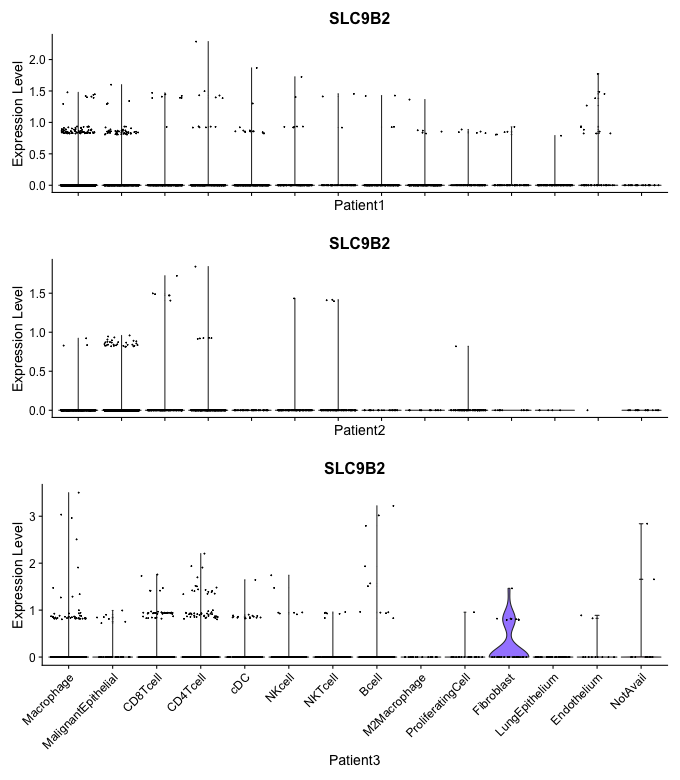 SLC9B2
Expression Level
2.0
1.5
1.0
0.5
0.0
Patient1
SLC9B2
Expression Level
1.5
1.0
0.5
0.0
Patient2
SLC9B2
Expression Level
3
2
1
0
Macrophage
MalignantEpithelial
CD8Tcell
CD4Tcell
cDC
NKcell
NKTcell
Bcell
M2Macrophage
ProliferatingCell
Fibroblast
LungEpithelium
Endothelium
NotAvail
Patient3